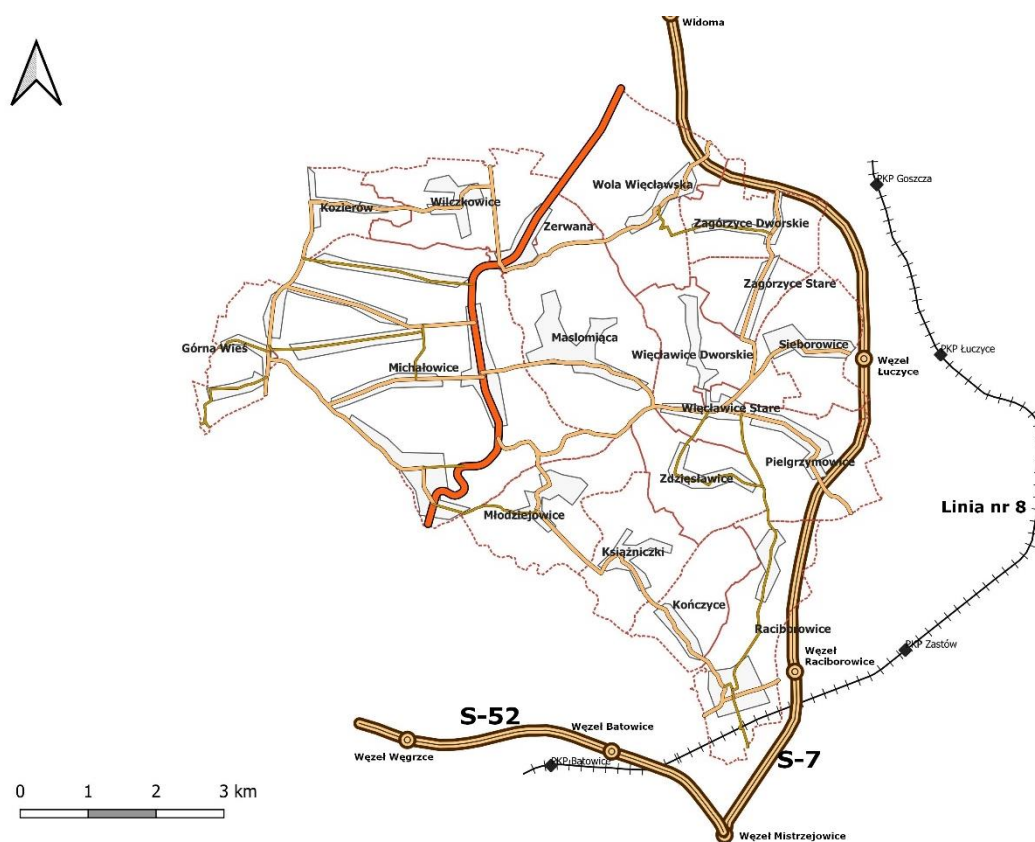 Widoma
PKP Goszcza
Wola Więcławska
Kozierów
Wilczkowice
Zerwana
Zagórzyce Dworskie
Zagórzyce Stare
Masłomiąca
Sieborowice
PKP Łuczyce
Górna Wieś
Michałowice
Więcławice Dworskie
Węzeł
Łuczyce
Więcławice Stare
Pielgrzymowice
Zdzięsławice
Linia nr 8
Młodziejowice
Książniczki
Kończyce
Raciborowice
PKP Zastów
Węzeł
Raciborowice
S-52
Węzeł Batowice
Węzeł Węgrzce
S-7
PKP Batowice
0 1 2 3 km
Węzeł Mistrzejowice